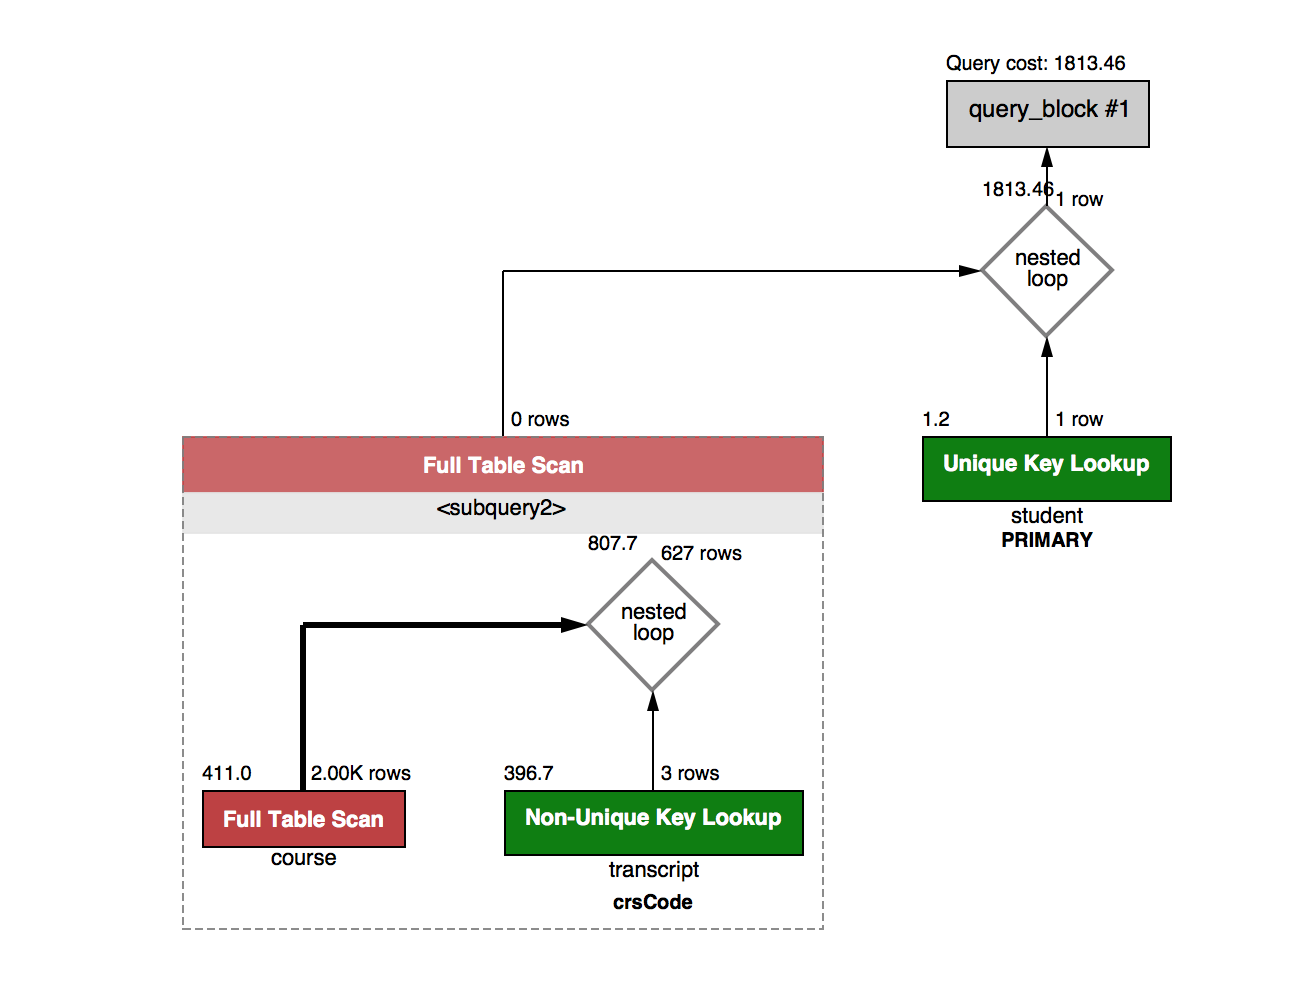 Query cost: 1813.46
query_block #1
1813.46
1 row
nested
loop
0 rows
1.2
1 row
Full Table Scan
Unique Key Lookup
<subquery2>
student
PRIMARY
807.7
627 rows
nested
loop
411.0
2.00K rows
396.7
3 rows
Full Table Scan
Non-Unique Key Lookup
course
transcript
crsCode